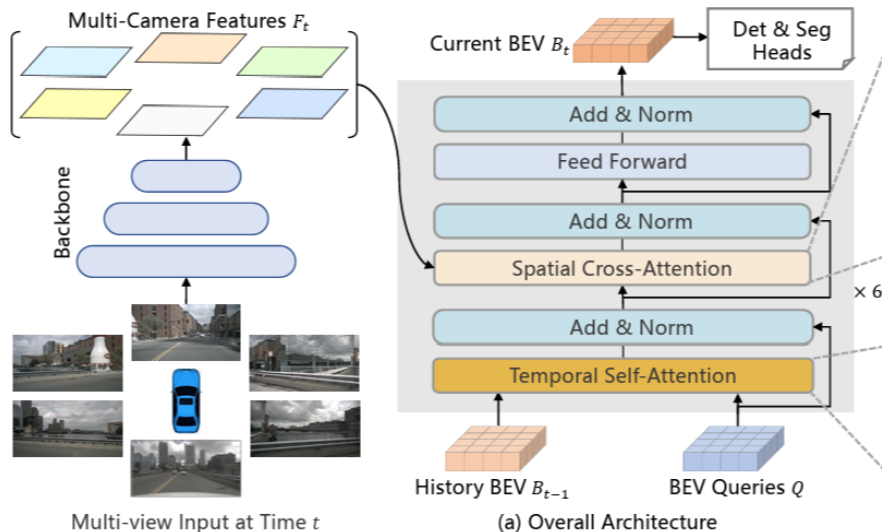 Multi-Camera Features F_t
Backbone
Multi-view Input at Time t
Current BEV B_t
Det & Seg
Heads
Add & Norm
Feed Forward
Add & Norm
Spatial Cross-Attention
× 6
Add & Norm
Temporal Self-Attention
History BEV B_{t−1}
BEV Queries Q
(a) Overall Architecture